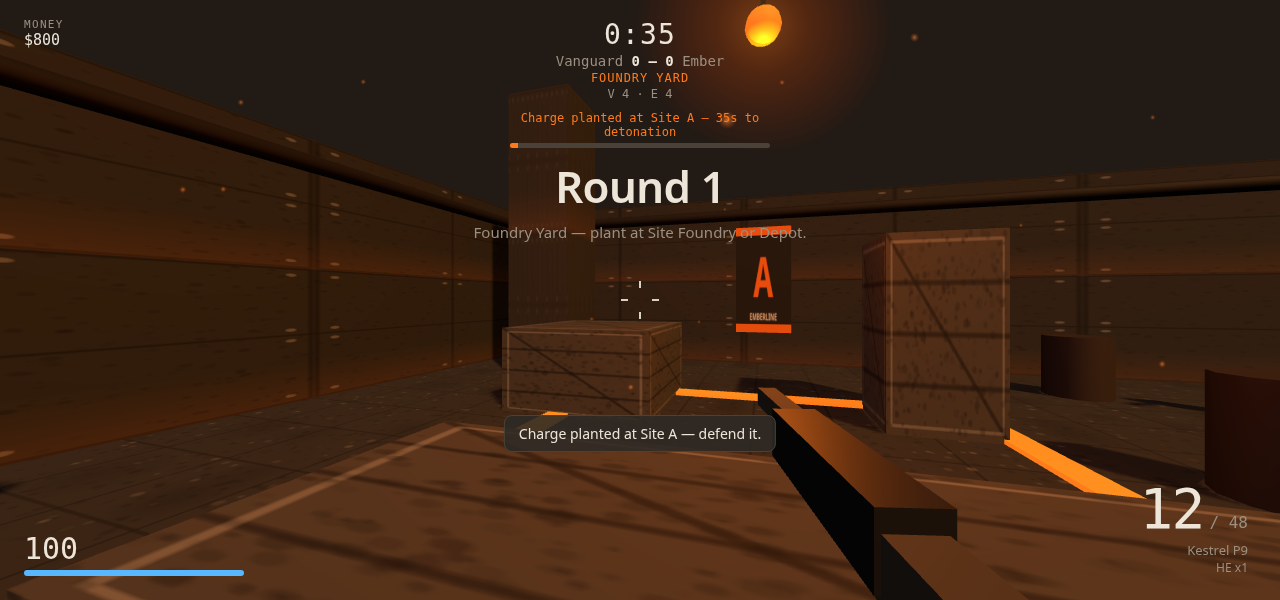 MONEY
$800
0:35
Vanguard 0 — 0 Ember
FOUNDRY YARD
V 4 · E 4
Charge planted at Site A — 35s to
detonation
Round 1
Foundry Yard — plant at Site Foundry or Depot.
A
EMBERLINE
Charge planted at Site A — defend it.
100
12 / 48
Kestrel P9
HE x1